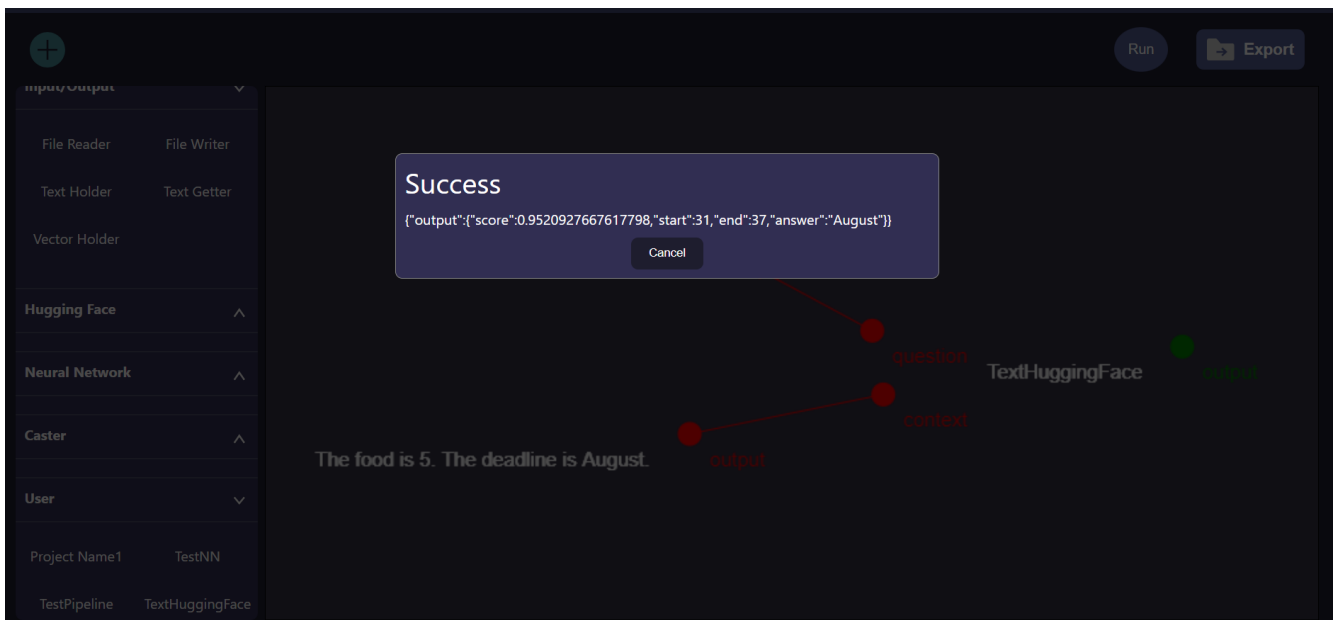 Run
Export
Input/Output
File Reader
File Writer
Text Holder
Text Getter
Vector Holder
Hugging Face
Neural Network
Caster
User
Project Name1
TestNN
TestPipeline
TextHuggingFace
Success
{"output":{"score":0.9520927667617798,"start":31,"end":37,"answer":"August"}}
Cancel
question
TextHuggingFace
output
context
The food is 5. The deadline is August.
output